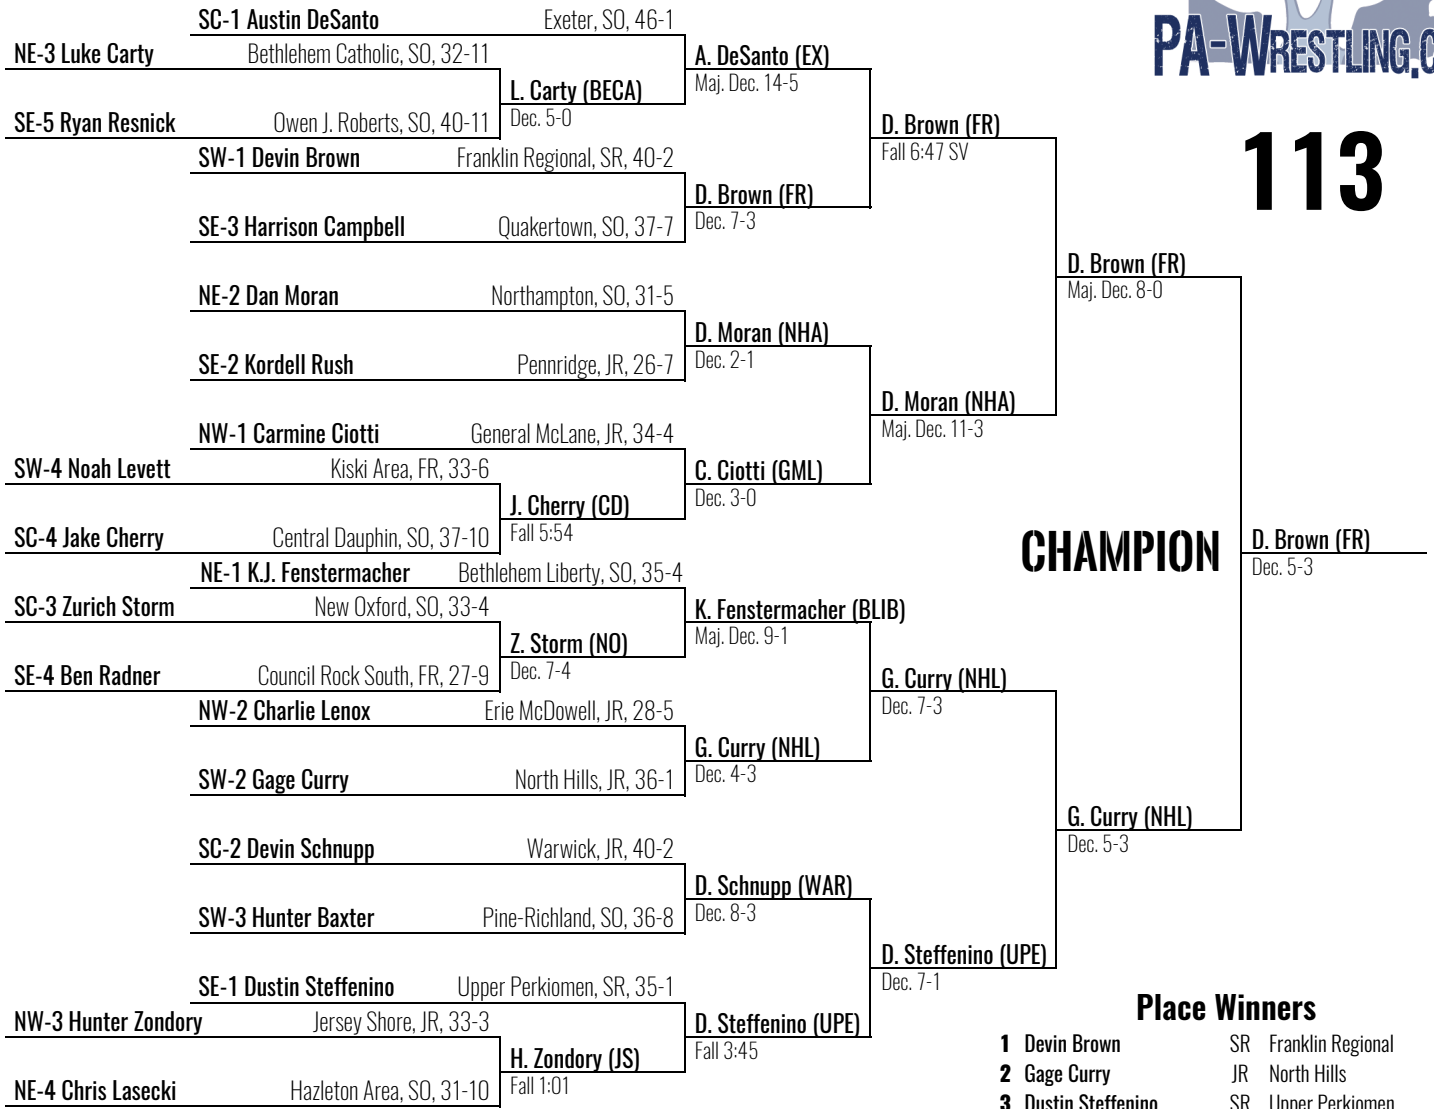 SC-1 Austin DeSanto Exeter, SO, 46-1
NE-3 Luke Carty Bethlehem Catholic, SO, 32-11
A. DeSanto (EX)
Maj. Dec. 14-5
L. Carty (BECA)
Dec. 5-0
SE-5 Ryan Resnick Owen J. Roberts, SO, 40-11
D. Brown (FR)
Fall 6:47 SV
SW-1 Devin Brown Franklin Regional, SR, 40-2
D. Brown (FR)
Dec. 7-3
SE-3 Harrison Campbell Quakertown, SO, 37-7
PA-WRESTLING.C
113
D. Brown (FR)
Maj. Dec. 8-0
NE-2 Dan Moran Northampton, SO, 31-5
D. Moran (NHA)
Dec. 2-1
SE-2 Kordell Rush Pennridge, JR, 26-7
D. Moran (NHA)
Maj. Dec. 11-3
NW-1 Carmine Ciotti General McLane, JR, 34-4
SW-4 Noah Levett Kiski Area, FR, 33-6
C. Ciotti (GML)
Dec. 3-0
J. Cherry (CD)
Fall 5:54
SC-4 Jake Cherry Central Dauphin, SO, 37-10
CHAMPION
D. Brown (FR)
Dec. 5-3
NE-1 K.J. Fenstermacher Bethlehem Liberty, SO, 35-4
SC-3 Zurich Storm New Oxford, SO, 33-4
K. Fenstermacher (BLIB)
Maj. Dec. 9-1
Z. Storm (NO)
Dec. 7-4
SE-4 Ben Radner Council Rock South, FR, 27-9
G. Curry (NHL)
Dec. 7-3
NW-2 Charlie Lenox Erie McDowell, JR, 28-5
G. Curry (NHL)
Dec. 4-3
SW-2 Gage Curry North Hills, JR, 36-1
G. Curry (NHL)
Dec. 5-3
SC-2 Devin Schnupp Warwick, JR, 40-2
D. Schnupp (WAR)
Dec. 8-3
SW-3 Hunter Baxter Pine-Richland, SO, 36-8
D. Steffenino (UPE)
Dec. 7-1
SE-1 Dustin Steffenino Upper Perkiomen, SR, 35-1
NW-3 Hunter Zondory Jersey Shore, JR, 33-3
D. Steffenino (UPE)
Fall 3:45
H. Zondory (JS)
Fall 1:01
NE-4 Chris Lasecki Hazleton Area, SO, 31-10
Place Winners
1 Devin Brown SR Franklin Regional
2 Gage Curry JR North Hills
3 Dustin Steffenino SR Upper Perkiomen